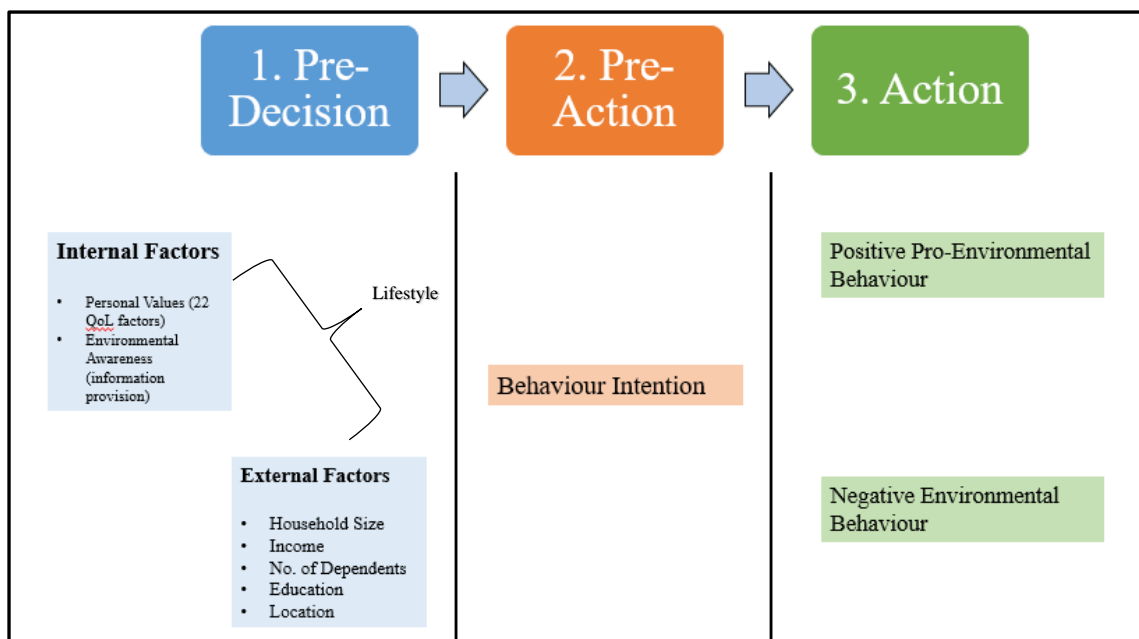 1. Pre-
Decision
2. Pre-
Action
3. Action
Internal Factors
• Personal Values (22
QoL factors)
• Environmental
Awareness
(information
provision)
Lifestyle
External Factors
• Household Size
• Income
• No. of Dependents
• Education
• Location
Behaviour Intention
Positive Pro-Environmental
Behaviour
Negative Environmental
Behaviour